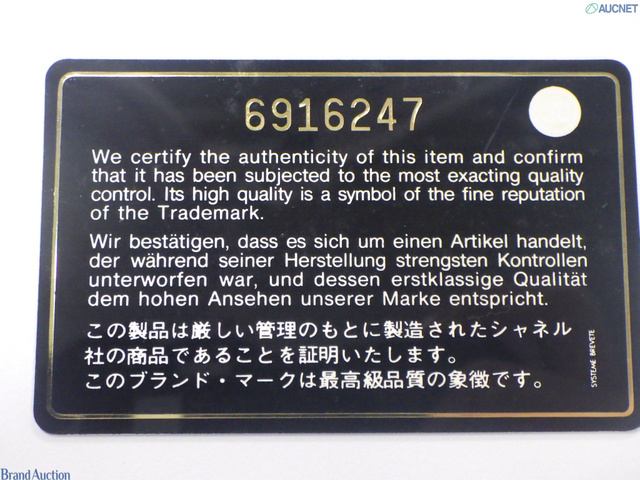 AUCNET
6916247
We certify the authenticity of this item and confirm
that it has been subjected to the most exacting quality
control. Its high quality is a symbol of the fine reputation
of the Trademark.
Wir bestätigen, dass es sich um einen Artikel handelt,
der während seiner Herstellung strengsten Kontrollen
unterworfen war, und dessen erstklassige Qualität
dem hohen Ansehen unserer Marke entspricht.
この製品は厳しい管理のもとに製造されたシャネル
社の商品であることを証明いたします。
このブランド・マークは最高級品質の象徴です。
SYSTEME BREVETE
Brand Auction